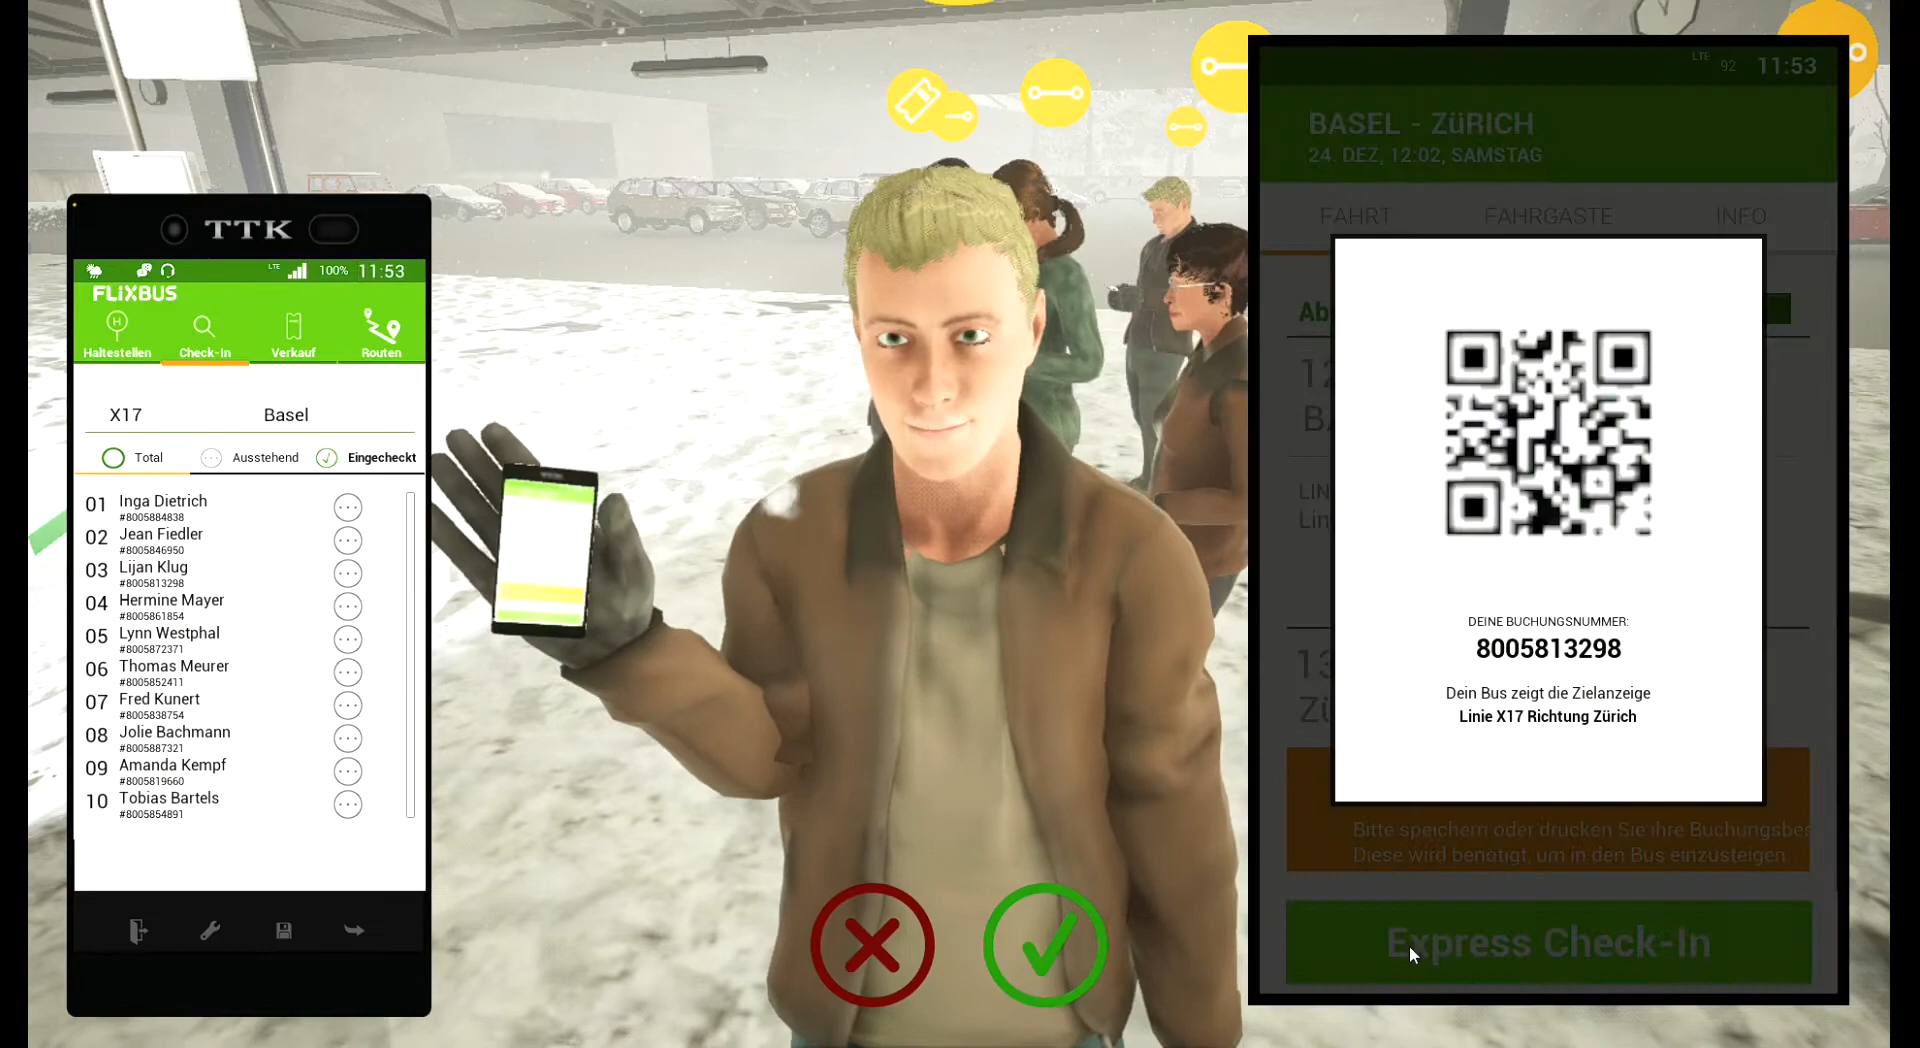 TTK
LTE 100% 11:53
FLiXBUS
Haltestellen Check-In Verkauf Routen
X17 Basel
Total Ausstehend Eingecheckt
01 Inga Dietrich
#8005884838
02 Jean Fiedler
#8005846950
03 Lijan Klug
#8005813298
04 Hermine Mayer
#8005861854
05 Lynn Westphal
#8005872371
06 Thomas Meurer
#8005852411
07 Fred Kunert
#8005838754
08 Jolie Bachmann
#8005887321
09 Amanda Kempf
#8005819660
10 Tobias Bartels
#8005854891
LTE 92 11:53
BASEL - ZüRICH
24. DEZ, 12:02, SAMSTAG
FAHRT FAHRGASTE INFO
DEINE BUCHUNGSNUMMER:
8005813298
Dein Bus zeigt die Zielanzeige
Linie X17 Richtung Zürich
Bitte speichern oder drucken Sie ihre Buchungsbes
Diese wird benötigt, um in den Bus einzusteigen.
Express Check-In